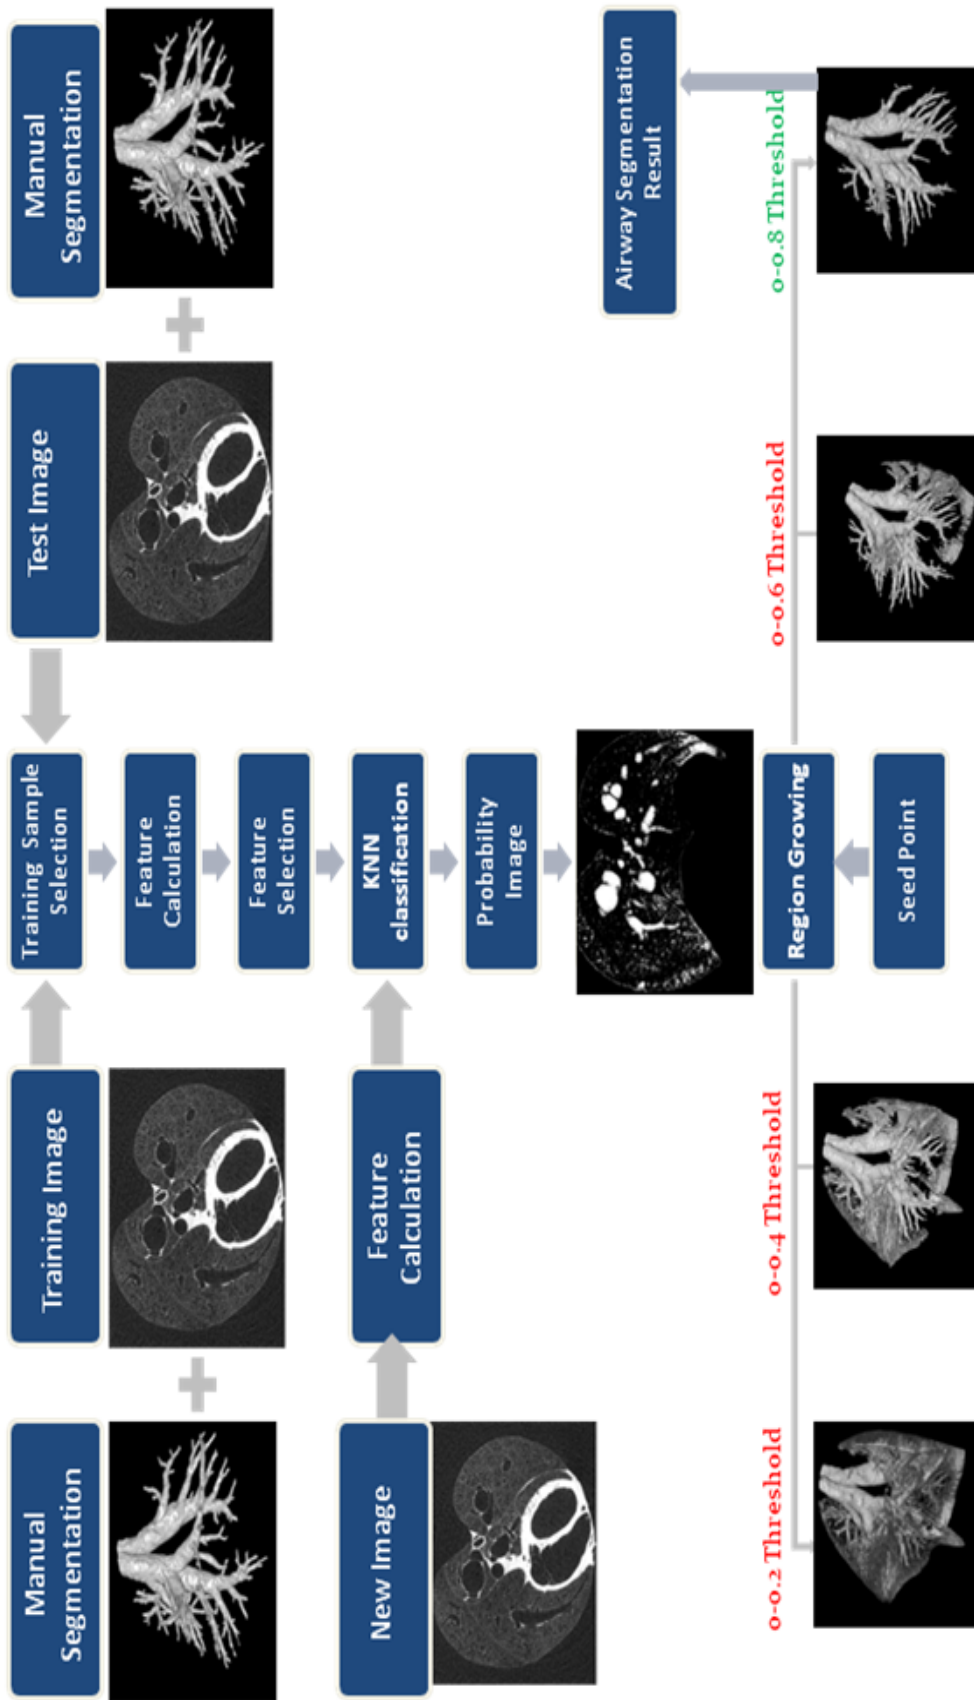 Manual
Segmentation
Training Image
Training Sample
Selection
Test Image
Manual
Segmentation
Feature
Calculation
Feature
Selection
New Image
Feature
Calculation
KNN
classification
Probability
Image
Airway Segmentation
Result
0-0.2 Threshold
0-0.4 Threshold
Region Growing
0-0.6 Threshold
0-0.8 Threshold
Seed Point